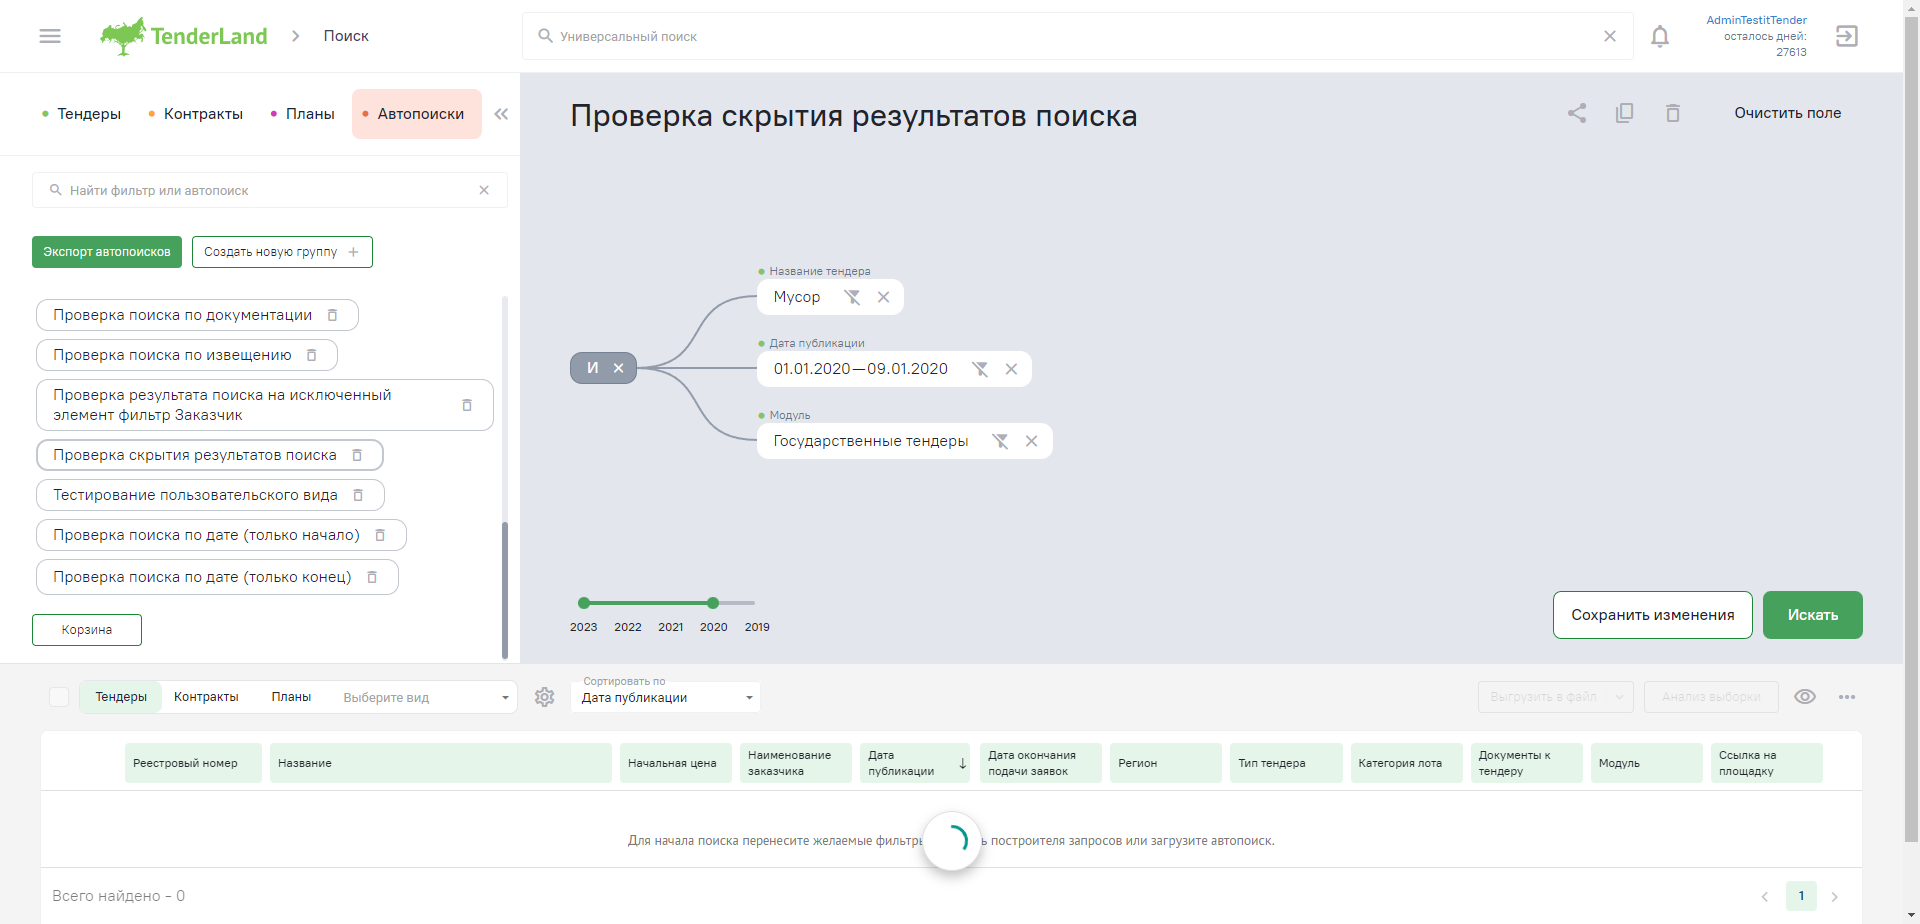 TenderLand
Поиск
Универсальный поиск
AdminTestitTender
осталось дней:
27613
Тендеры
Контракты
Планы
Автопоиски
Найти фильтр или автопоиск
Экспорт автопоисков
Создать новую группу
Проверка поиска по документации
Проверка поиска по извещению
Проверка результата поиска на исключенный
элемент фильтр Заказчик
Проверка скрытия результатов поиска
Тестирование пользовательского вида
Проверка поиска по дате (только начало)
Проверка поиска по дате (только конец)
Корзина
Проверка скрытия результатов поиска
Очистить поле
Название тендера
Мусор
Дата публикации
И
01.01.2020—09.01.2020
Модуль
Государственные тендеры
2023 2022 2021 2020 2019
Сохранить изменения
Искать
Тендеры
Контракты
Планы
Выберите вид
Сортировать по
Дата публикации
Выгрузить в файл
Анализ выборки
Реестровый номер
Название
Начальная цена
Наименование
заказчика
Дата
публикации
Дата окончания
подачи заявок
Регион
Тип тендера
Категория лота
Документы к
тендеру
Модуль
Ссылка на
площадку
Для начала поиска перенесите желаемые построителя запросов или загрузите автопоиск.
Всего найдено - 0
1